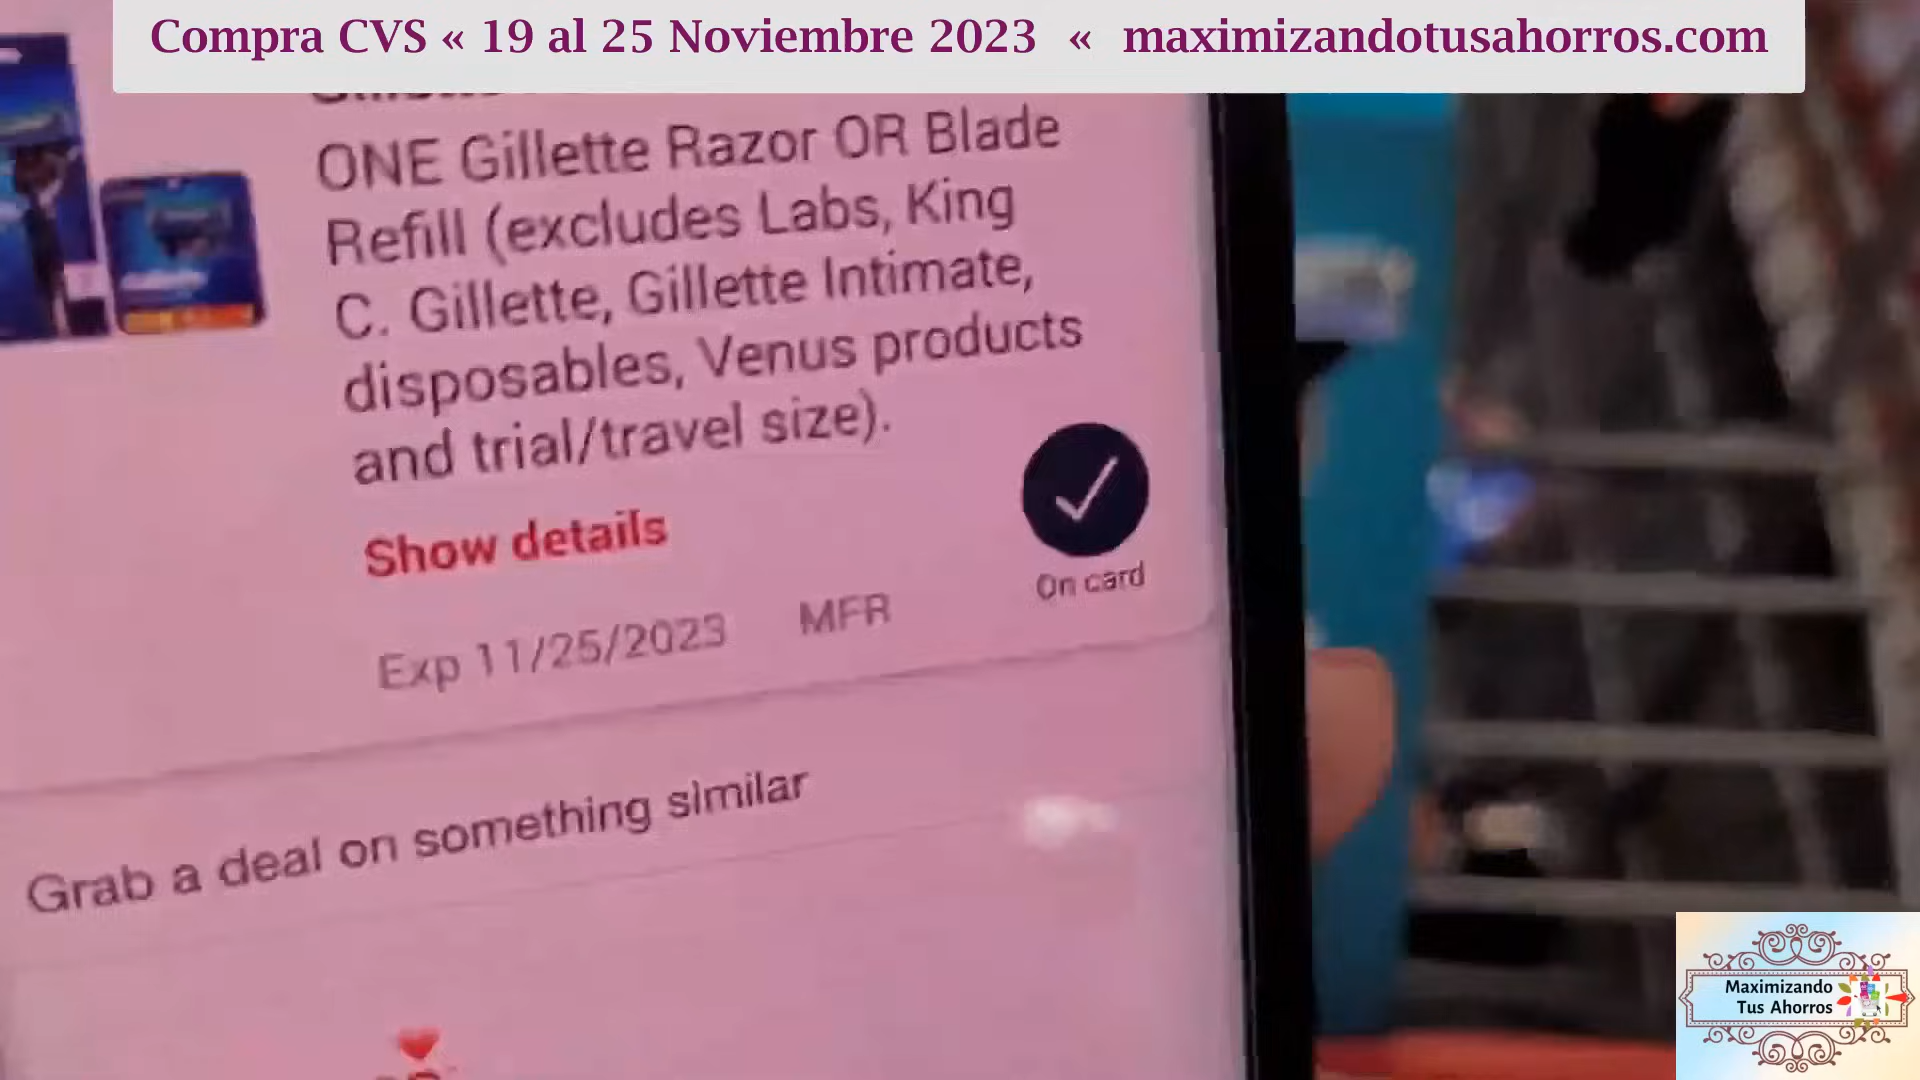 Compra CVS « 19 al 25 Noviembre 2023 « maximizandotusahorros.com
ONE Gillette Razor OR Blade
Refill (excludes Labs, King
C. Gillette, Gillette Intimate,
disposables, Venus products
and trial/travel size).
Show details
On card
Exp 11/25/2023 MFR
Grab a deal on something similar
Maximizando
Tus Ahorros